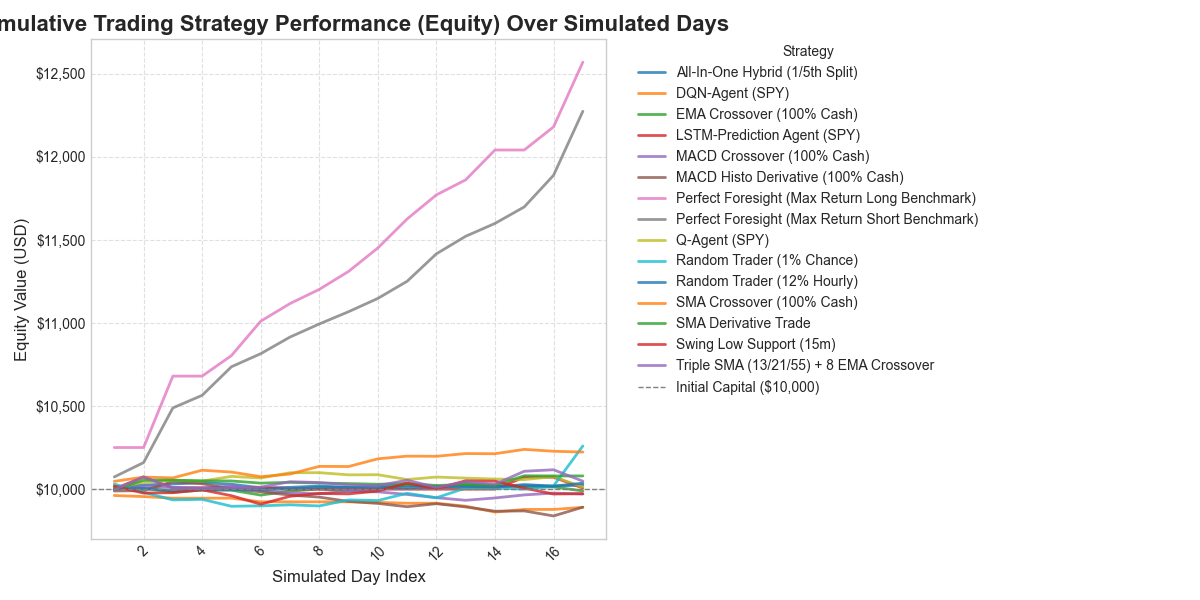 mulative Trading Strategy Performance (Equity) Over Simulated Days
Strategy
All-In-One Hybrid (1/5th Split)
DQN-Agent (SPY)
EMA Crossover (100% Cash)
LSTM-Prediction Agent (SPY)
MACD Crossover (100% Cash)
MACD Histo Derivative (100% Cash)
Perfect Foresight (Max Return Long Benchmark)
Perfect Foresight (Max Return Short Benchmark)
Q-Agent (SPY)
Random Trader (1% Chance)
Random Trader (12% Hourly)
SMA Crossover (100% Cash)
SMA Derivative Trade
Swing Low Support (15m)
Triple SMA (13/21/55) + 8 EMA Crossover
Initial Capital ($10,000)
Equity Value (USD)
$12,500
$12,000
$11,500
$11,000
$10,500
$10,000
2
4
6
8
10
12
14
16
Simulated Day Index